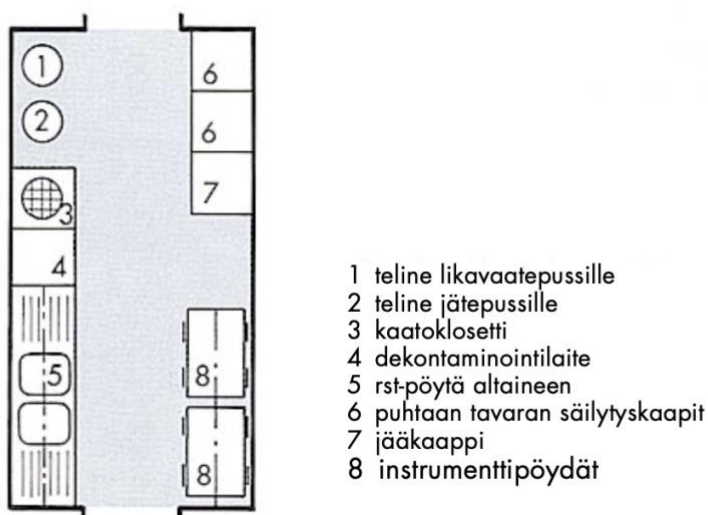 1
2
3
4
5
6
6
7
8
8
1 teline likavaatepussille
2 teline jätepussille
3 kaatoklosetti
4 dekontaminointilaite
5 rst-pöytä altaineen
6 puhtaan tavaran säilytyskaapit
7 jääkaappi
8 instrumenttipöydät